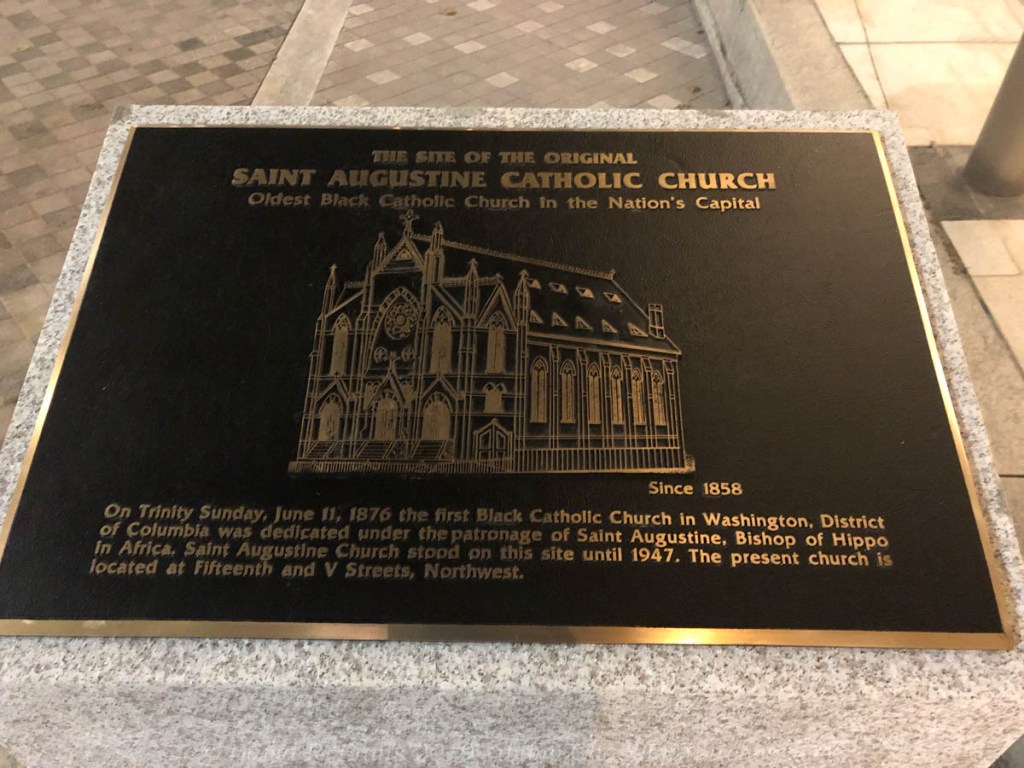 THE SITE OF THE ORIGINAL
SAINT AUGUSTINE CATHOLIC CHURCH
Oldest Black Catholic Church in the Nation's Capital
Since 1858
On Trinity Sunday, June 11, 1876 the first Black Catholic Church in Washington, District
of Columbia was dedicated under the patronage of Saint Augustine, Bishop of Hippo
in Africa. Saint Augustine Church stood on this site until 1947. The present church is
located at Fifteenth and V Streets, Northwest.